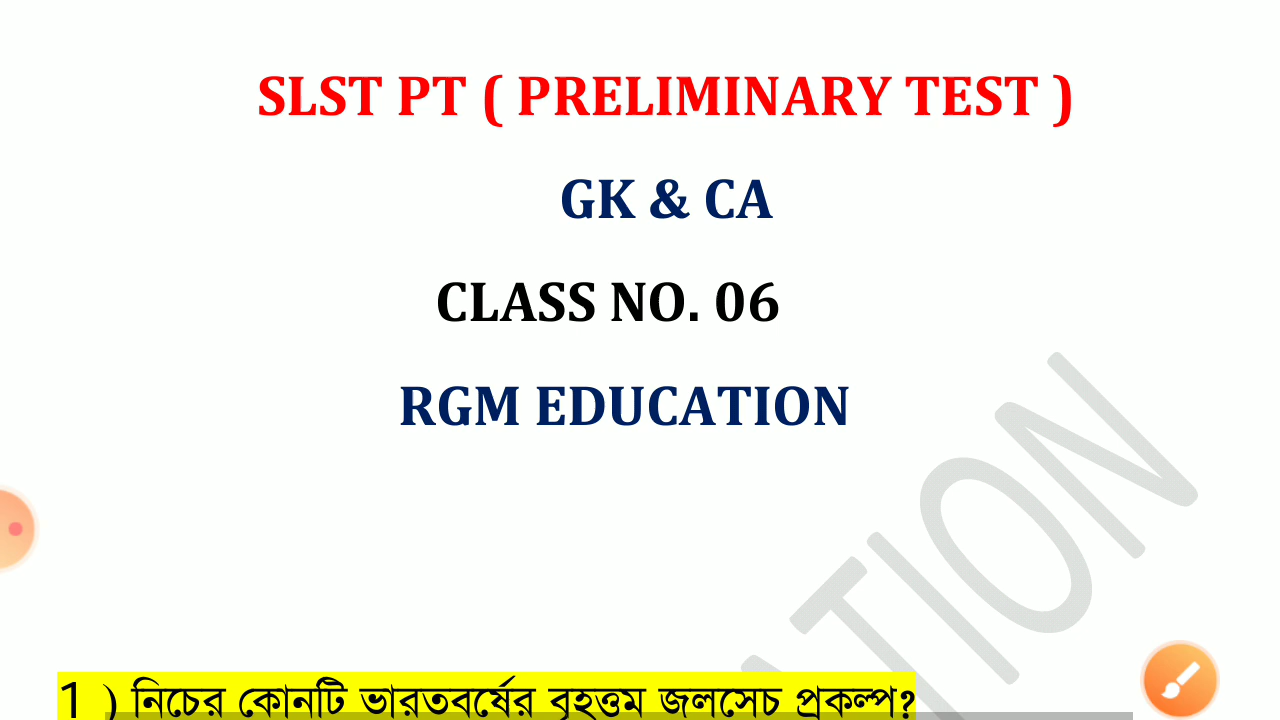 SLST PT ( PRELIMINARY TEST )
GK & CA
CLASS NO. 06
RGM EDUCATION
1 ) নিচের কোনটি ভারতবর্ষের বৃহত্তম জলসেচ প্রকল্প?